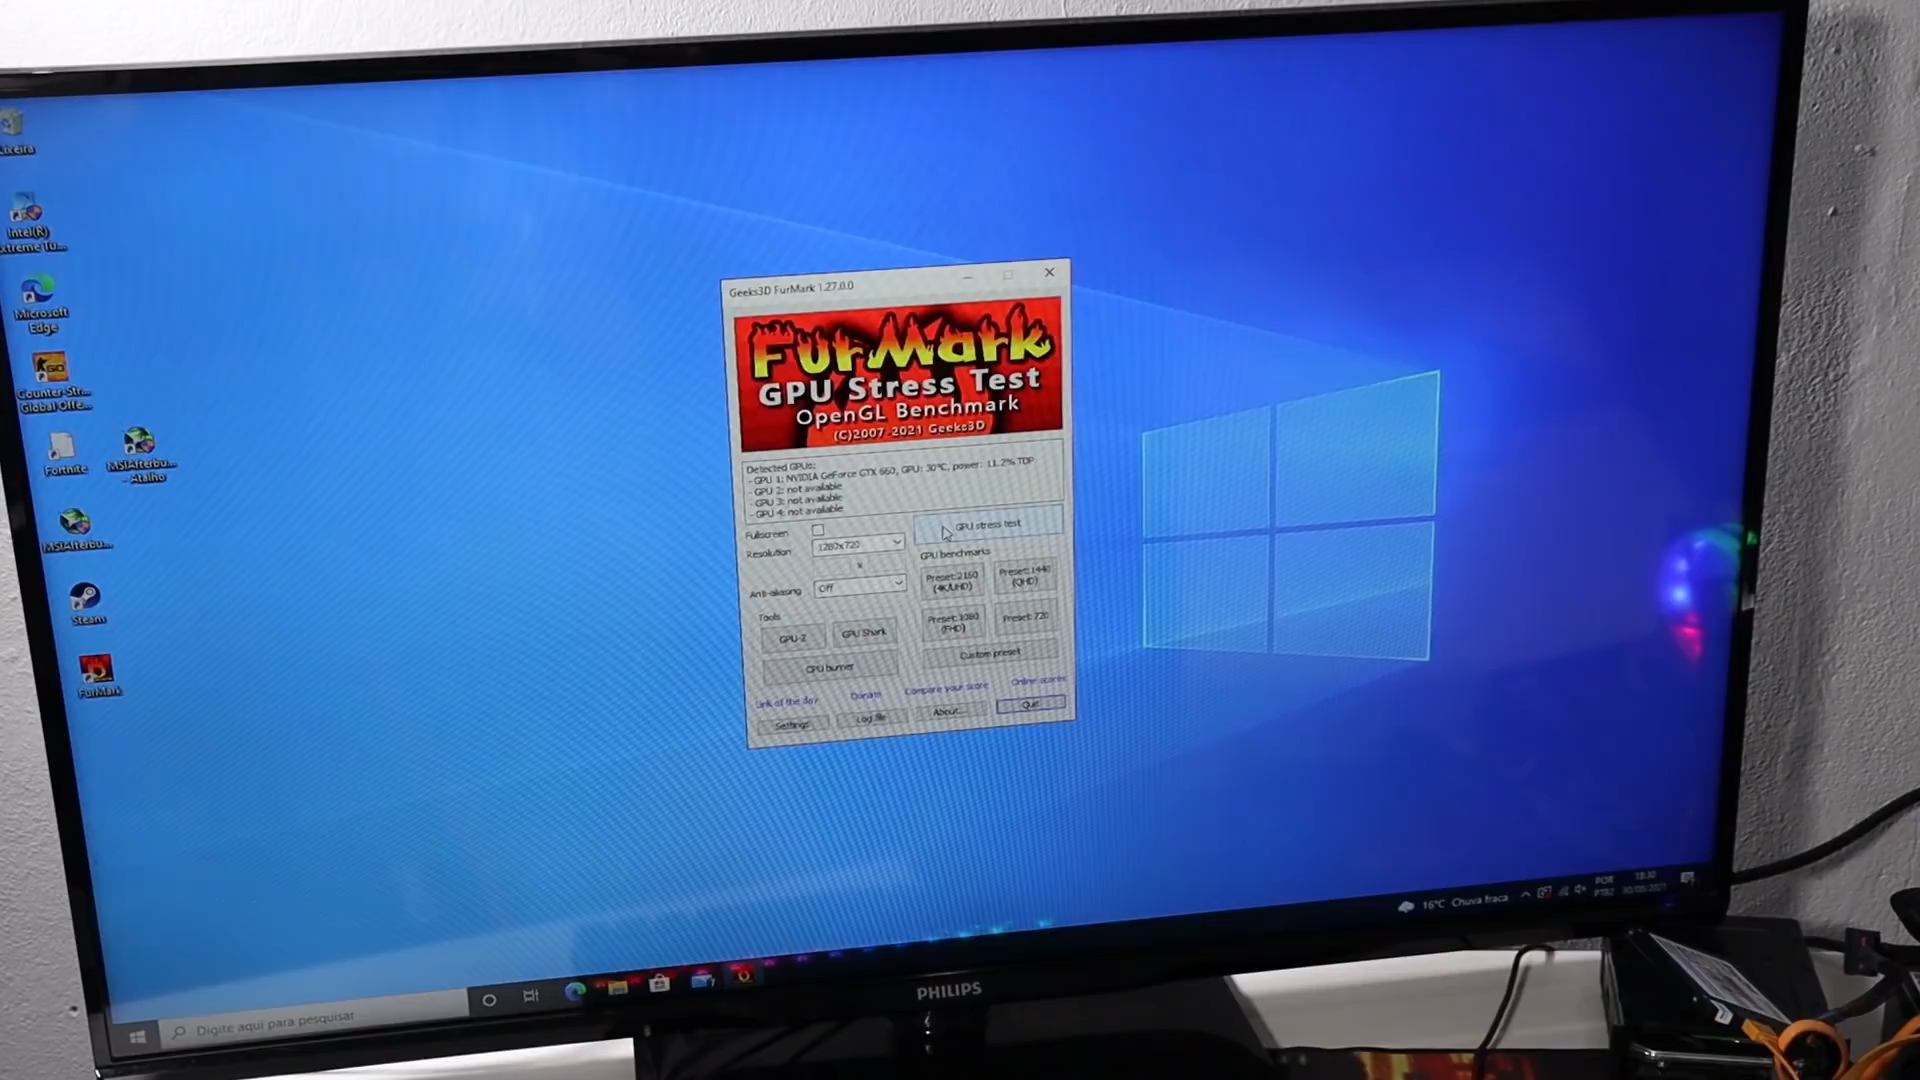 Lixeira
Intel(R)
Extreme Tu...
Microsoft
Edge
Counter-Str...
Global Offe...
Fortnite
MSIAfterbu...
- Atalho
MSIAfterbu...
Steam
FurMark
Geeks3D FurMark 1.27.0.0
FurMark
GPU Stress Test
OpenGL Benchmark
(C)2007-2021 Geeks3D
Detected GPUs:
- GPU 1: NVIDIA GeForce GTX 660, GPU: 30°C, power: 11.2% TDP
- GPU 2: not available
- GPU 3: not available
- GPU 4: not available
Fullscreen
GPU stress test
Resolution
1280x720
x
Anti-aliasing
Off
GPU benchmarks
Preset:2160
(4K/UHD)
Preset:1440
(QHD)
Preset:1080
(FHD)
Preset:720
Custom preset
Tools
GPU-Z
GPU Shark
CPU burner
Link of the day
Donate
Compare your score
Online scores
Settings
Log file
About...
Quit
Digite aqui para pesquisar
16°C Chuva fraca
POR
PTB2
18:30
PHILIPS